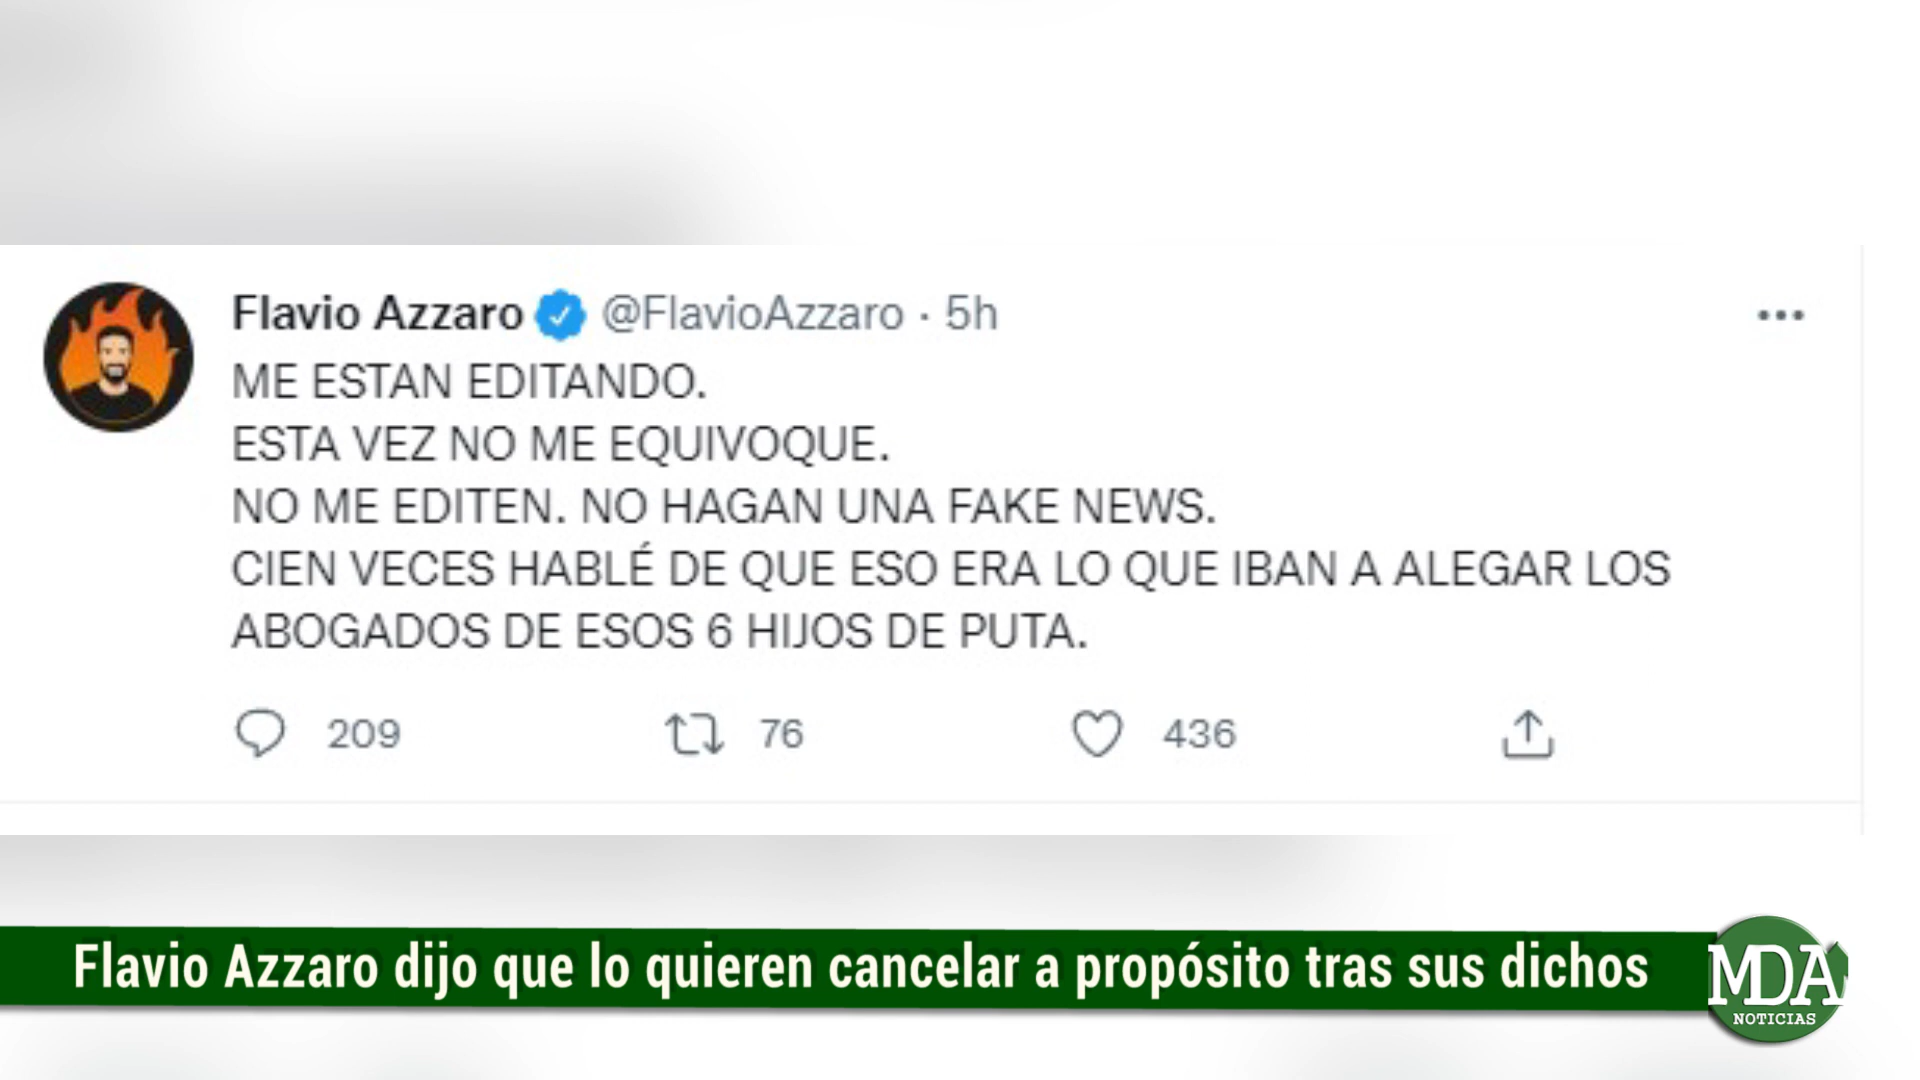 Flavio Azzaro @FlavioAzzaro · 5h
ME ESTAN EDITANDO.
ESTA VEZ NO ME EQUIVOQUE.
NO ME EDITEN. NO HAGAN UNA FAKE NEWS.
CIEN VECES HABLÉ DE QUE ESO ERA LO QUE IBAN A ALEGAR LOS
ABOGADOS DE ESOS 6 HIJOS DE PUTA.
209 76 436
Flavio Azzaro dijo que lo quieren cancelar a propósito tras sus dichos
MDA
NOTICIAS